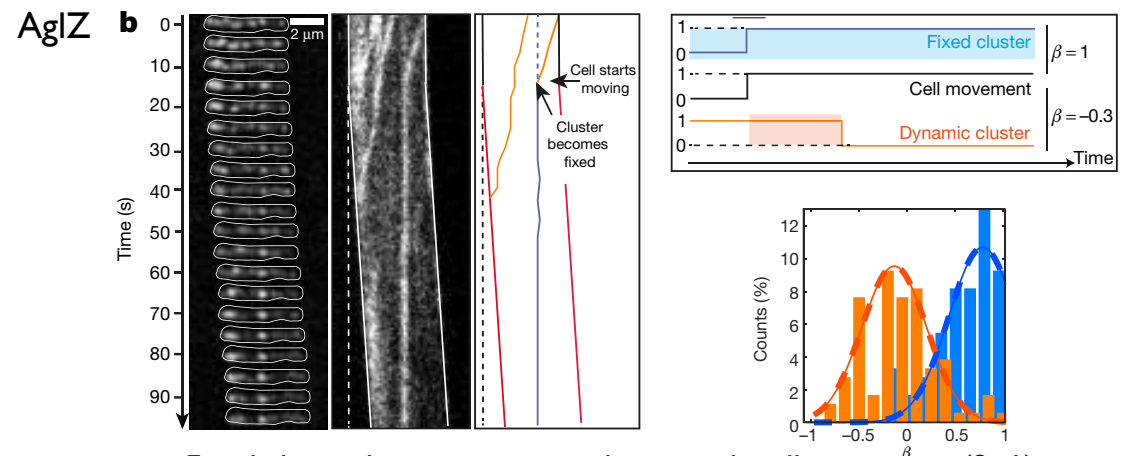 AglZ
b
0
10
20
30
40
50
60
70
80
90
Time (s)
2 μm
Cell starts
moving
Cluster
becomes
fixed
1
0
Fixed cluster
β = 1
1
0
Cell movement
β = –0.3
1
0
Dynamic cluster
Time
12
10
8
6
4
2
0
Counts (%)
–1
–0.5
0
0.5
1
β